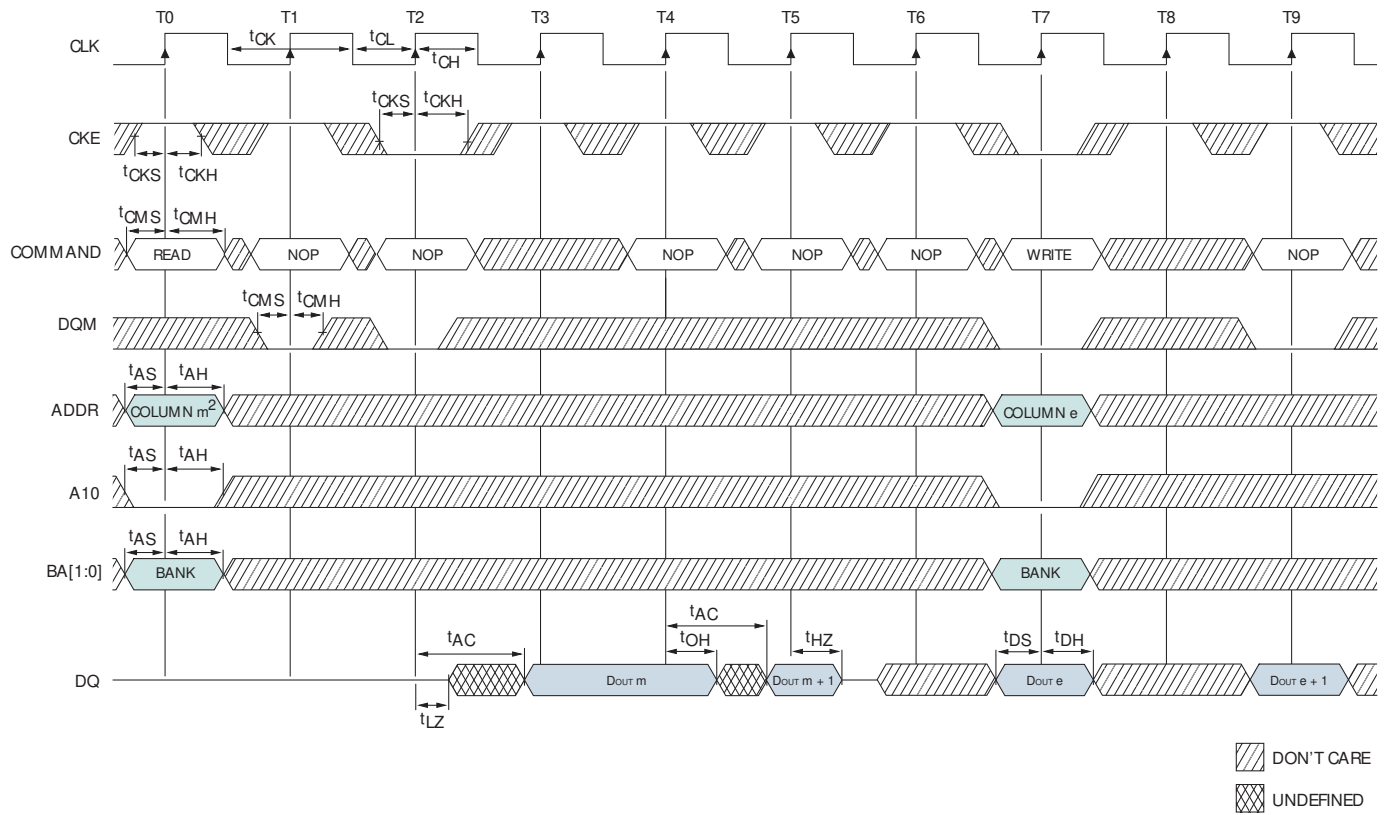 T0 T1 T2 T3 T4 T5 T6 T7 T8 T9
CLK
tCK tCL
tCH
tCKS tCKH
CKE
tCKS tCKH
tCMS tCMH
COMMAND READ NOP NOP NOP NOP NOP WRITE NOP
tCMS tCMH
DQM
tAS tAH
ADDR COLUMN m2 COLUMN e
tAS tAH
A10
tAS tAH
BA[1:0] BANK BANK
tAC
tAC tOH tHZ tDS tDH
DQ DOUT m DOUT m + 1 DOUT e DOUT e + 1
tLZ
DON'T CARE
UNDEFINED